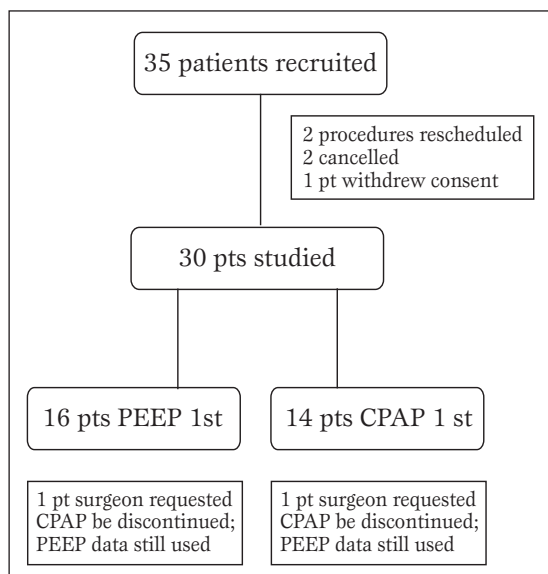 35 patients recruited
2 procedures rescheduled
2 cancelled
1 pt withdrew consent
30 pts studied
16 pts PEEP 1st
14 pts CPAP 1 st
1 pt surgeon requested
CPAP be discontinued;
PEEP data still used
1 pt surgeon requested
CPAP be discontinued;
PEEP data still used